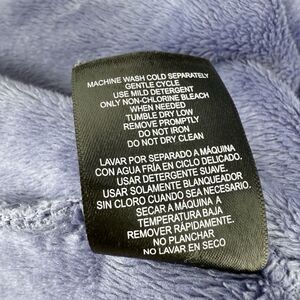 MACHINE WASH COLD SEPARATELY
GENTLE CYCLE
USE MILD DETERGENT
ONLY NON-CHLORINE BLEACH
WHEN NEEDED
TUMBLE DRY LOW
REMOVE PROMPTLY
DO NOT IRON
DO NOT DRY CLEAN
LAVAR POR SEPARADO A MÁQUINA
CON AGUA FRÍA EN CICLO DELICADO.
USAR DETERGENTE SUAVE.
USAR SOLAMENTE BLANQUEADOR
SIN CLORO CUANDO SEA NECESARIO.
SECAR A MÁQUINA A
TEMPERATURA BAJA
REMOVER RÁPIDAMENTE.
NO PLANCHAR
NO LAVAR EN SECO